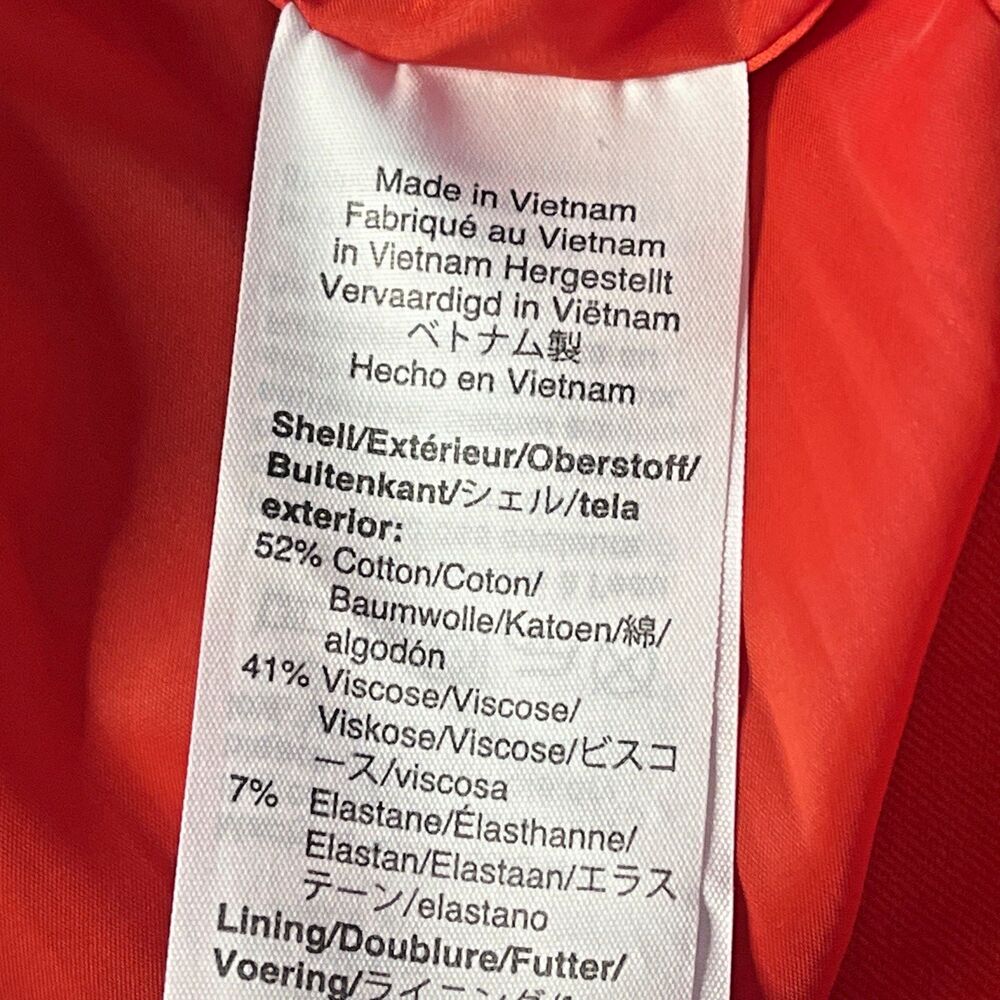 Made in Vietnam
Fabriqué au Vietnam
in Vietnam Hergestellt
Vervaardigd in Viëtnam
ベトナム製
Hecho en Vietnam
Shell/Extérieur/Oberstoff/
Buitenkant/シェル/tela
exterior:
52% Cotton/Coton/
Baumwolle/Katoen/綿/
algodón
41% Viscose/Viscose/
Viskose/Viscose/ビスコ
ース/viscosa
7% Elastane/Élasthanne/
Elastan/Elastaan/エラス
テーン/elastano
Lining/Doublure/Futter/
Voering/